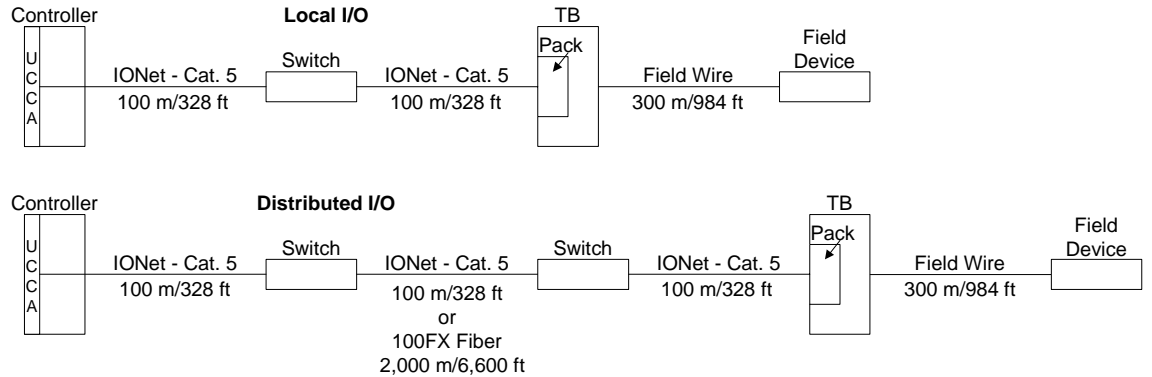 Controller
Local I/O
TB
UCCA
IONet - Cat. 5
100 m/328 ft
Switch
IONet - Cat. 5
100 m/328 ft
Pack
Field Wire
300 m/984 ft
Field
Device
Controller
Distributed I/O
TB
UCCA
IONet - Cat. 5
100 m/328 ft
Switch
IONet - Cat. 5
100 m/328 ft
or
100FX Fiber
2,000 m/6,600 ft
Switch
IONet - Cat. 5
100 m/328 ft
Pack
Field Wire
300 m/984 ft
Field
Device